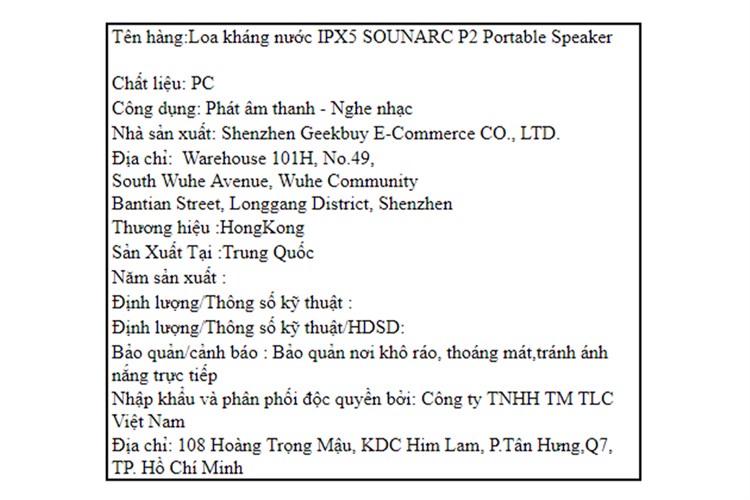 Tên hàng:Loa kháng nước IPX5 SOUNARC P2 Portable Speaker
Chất liệu: PC
Công dụng: Phát âm thanh - Nghe nhạc
Nhà sản xuất: Shenzhen Geekbuy E-Commerce CO., LTD.
Địa chỉ:  Warehouse 101H, No.49,
South Wuhe Avenue, Wuhe Community
Bantian Street, Longgang District, Shenzhen
Thương hiệu :HongKong
Sản Xuất Tại :Trung Quốc
Năm sản xuất :
Định lượng/Thông số kỹ thuật :
Định lượng/Thông số kỹ thuật/HDSD:
Bảo quản/cảnh báo : Bảo quản nơi khô ráo, thoáng mát,tránh ánh
nắng trực tiếp
Nhập khẩu và phân phối độc quyền bởi: Công ty TNHH TM TLC
Việt Nam
Địa chỉ: 108 Hoàng Trọng Mậu, KDC Him Lam, P.Tân Hưng,Q7,
TP. Hồ Chí Minh